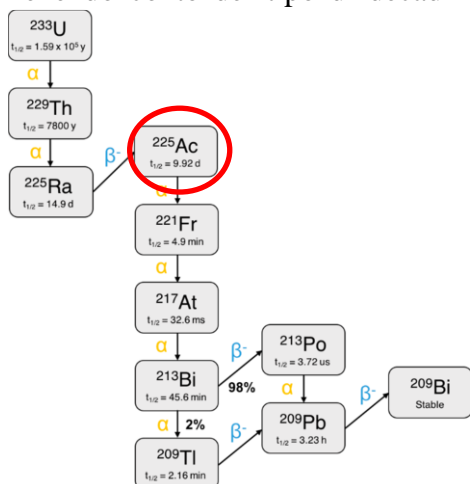 ²³³U
t₁/₂ = 1.59 x 10⁵ y
α
²²⁹Th
t₁/₂ = 7800 y
α
β⁻
²²⁵Ra
t₁/₂ = 14.9 d
²²⁵Ac
t₁/₂ = 9.92 d
α
²²¹Fr
t₁/₂ = 4.9 min
α
²¹⁷At
t₁/₂ = 32.6 ms
α
²¹³Bi
t₁/₂ = 45.6 min
β⁻
98%
²¹³Po
t₁/₂ = 3.72 us
α
α
2%
²⁰⁹Tl
t₁/₂ = 2.16 min
β⁻
²⁰⁹Pb
t₁/₂ = 3.23 h
β⁻
²⁰⁹Bi
Stable